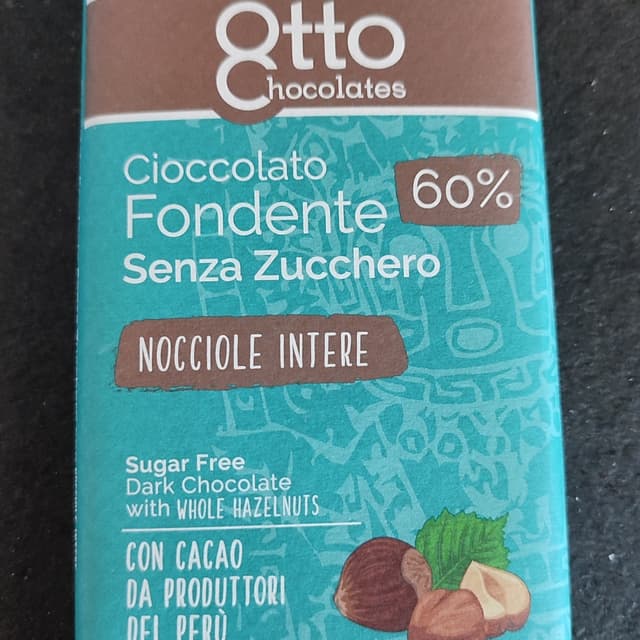 Otto
Chocolates
Cioccolato
Fondente
60%
Senza Zucchero
NOCCIOLE INTERE
Sugar Free
Dark Chocolate
with WHOLE HAZELNUTS
CON CACAO
DA PRODUTTORI
DEL PERÙ